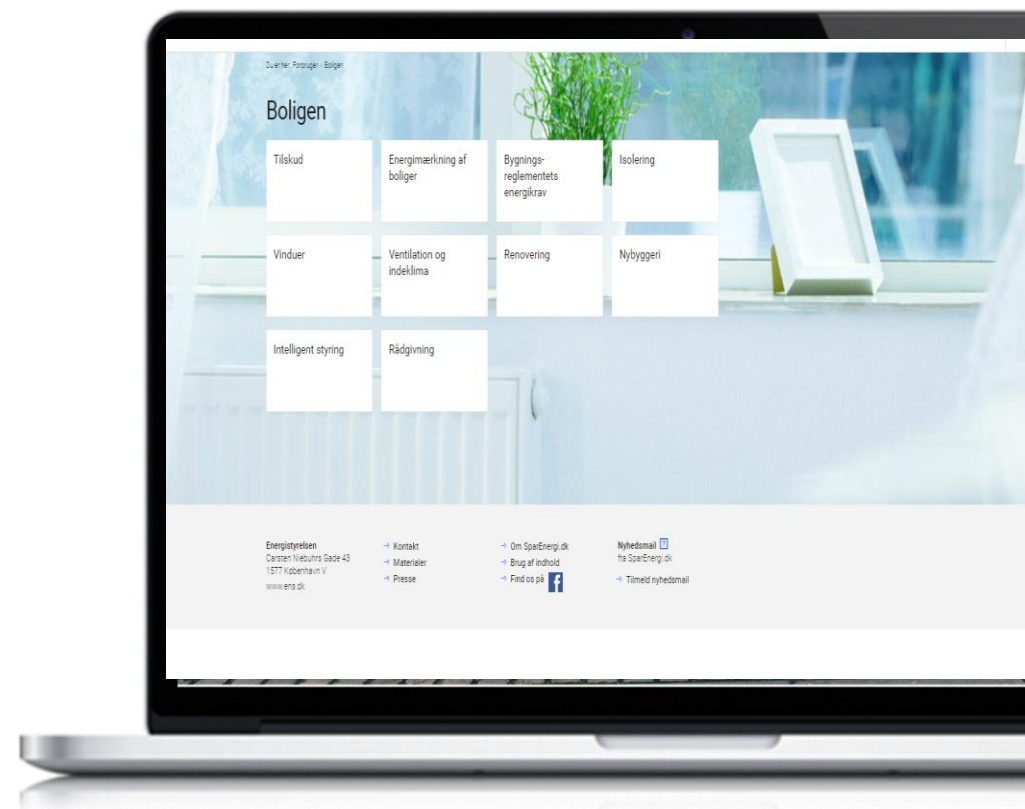 Du er her: Forbruger - Boligen
Boligen
Tilskud
Energimærkning af
boliger
Bygnings-
reglementets
energikrav
Isolering
Vinduer
Ventilation og
indeklima
Renovering
Nybyggeri
Intelligent styring
Rådgivning
Energistyrelsen
Carsten Niebuhrs Gade 43
1577 København V
www.ens.dk
Kontakt
Materialer
Presse
Om SparEnergi.dk
Brug af indhold
Find os på
Nyhedsmail
fra SparEnergi.dk
Tilmeld nyhedsmail